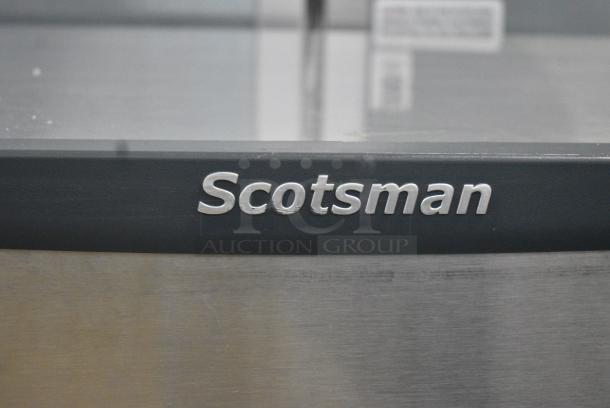 Scotsman
PCI
AUCTION GROUP